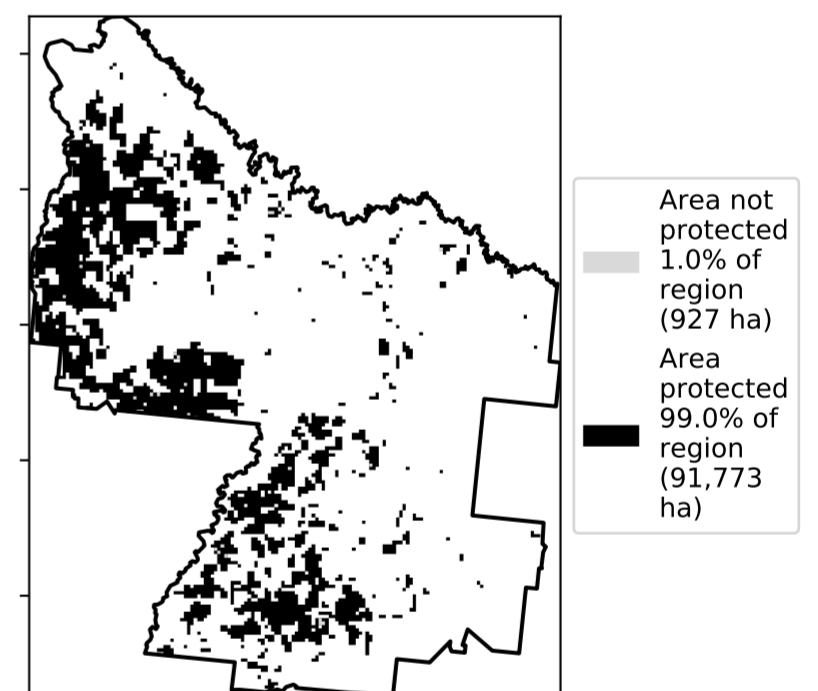 Area not
protected
1.0% of
region
(927 ha)
Area
protected
99.0% of
region
(91,773
ha)